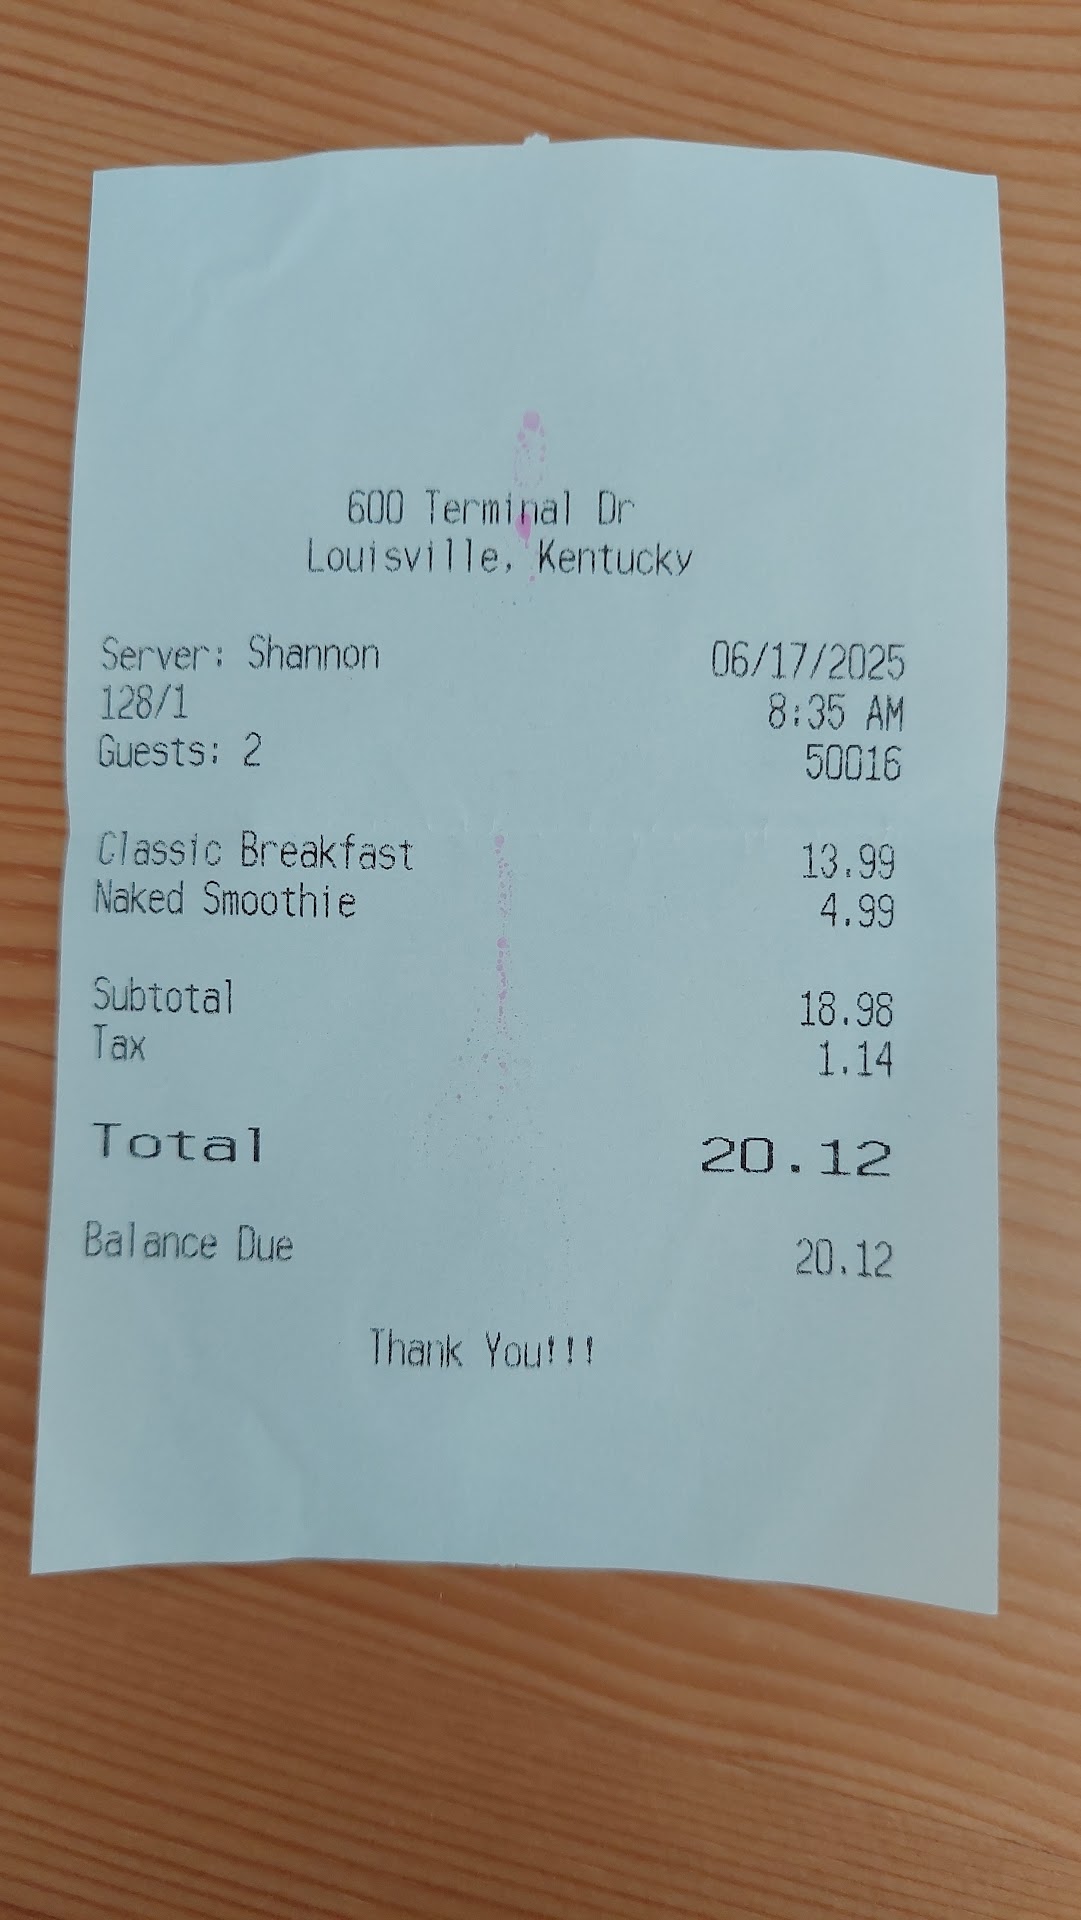 600 Terminal Dr
Louisville, Kentucky
Server: Shannon 06/17/2025
128/1 8:35 AM
Guests: 2 50016
Classic Breakfast 13.99
Naked Smoothie 4.99
Subtotal 18.98
Tax 1.14
Total 20.12
Balance Due 20.12
Thank You!!!